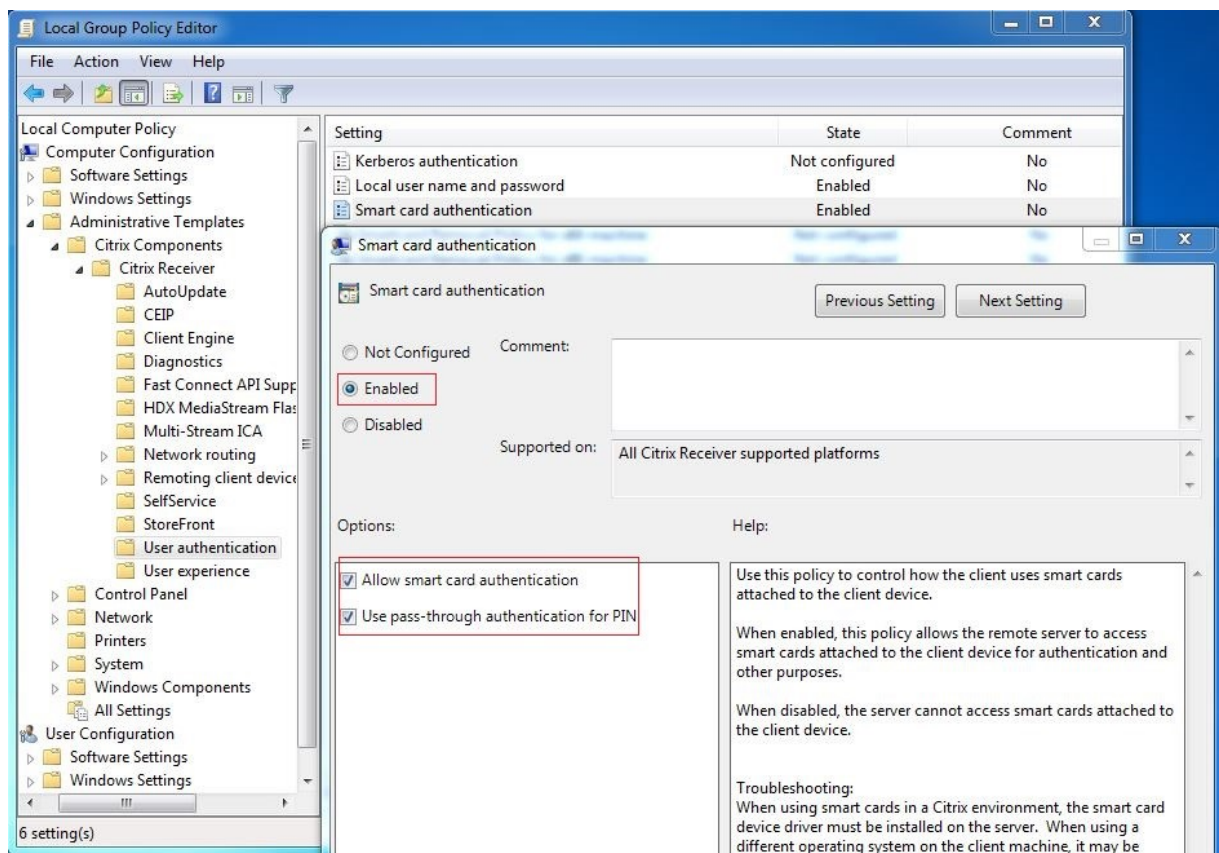 Local Group Policy Editor
File Action View Help
Local Computer Policy
Computer Configuration
Software Settings
Windows Settings
Administrative Templates
Citrix Components
Citrix Receiver
AutoUpdate
CEIP
Client Engine
Diagnostics
Fast Connect API Supp
HDX MediaStream Flas
Multi-Stream ICA
Network routing
Remoting client device
SelfService
StoreFront
User authentication
User experience
Control Panel
Network
Printers
System
Windows Components
All Settings
User Configuration
Software Settings
Windows Settings
6 setting(s)
Setting State Comment
Kerberos authentication Not configured No
Local user name and password Enabled No
Smart card authentication Enabled No
Smart card authentication
Smart card authentication
Previous Setting Next Setting
Not Configured Comment:
Enabled
Disabled
Supported on: All Citrix Receiver supported platforms
Options: Help:
Allow smart card authentication
Use pass-through authentication for PIN
Use this policy to control how the client uses smart cards
attached to the client device.
When enabled, this policy allows the remote server to access
smart cards attached to the client device for authentication and
other purposes.
When disabled, the server cannot access smart cards attached to
the client device.
Troubleshooting:
When using smart cards in a Citrix environment, the smart card
device driver must be installed on the server. When using a
different operating system on the client machine, it may be